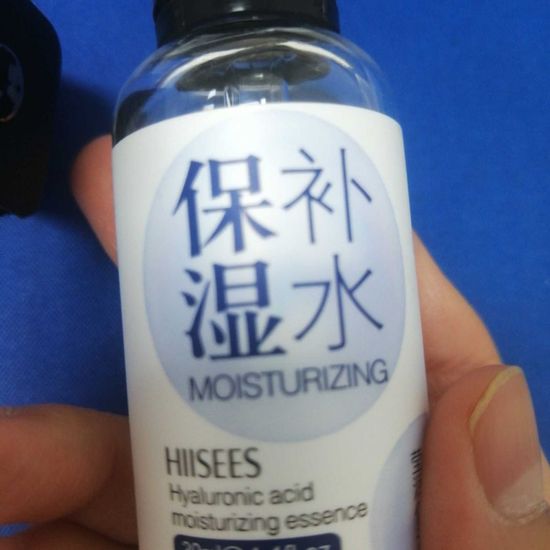 保补
湿水
MOISTURIZING
HIISEES
Hyaluronic acid
moisturizing essence